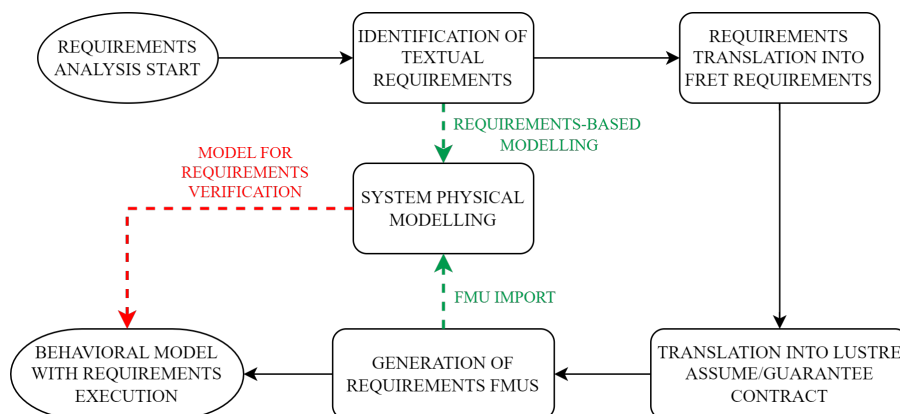 REQUIREMENTS
ANALYSIS START
IDENTIFICATION OF
TEXTUAL
REQUIREMENTS
REQUIREMENTS
TRANSLATION INTO
FRET REQUIREMENTS
REQUIREMENTS-BASED
MODELLING
MODEL FOR
REQUIREMENTS
VERIFICATION
SYSTEM PHYSICAL
MODELLING
FMU IMPORT
BEHAVIORAL MODEL
WITH REQUIREMENTS
EXECUTION
GENERATION OF
REQUIREMENTS FMUS
TRANSLATION INTO LUSTRE
ASSUME/GUARANTEE
CONTRACT